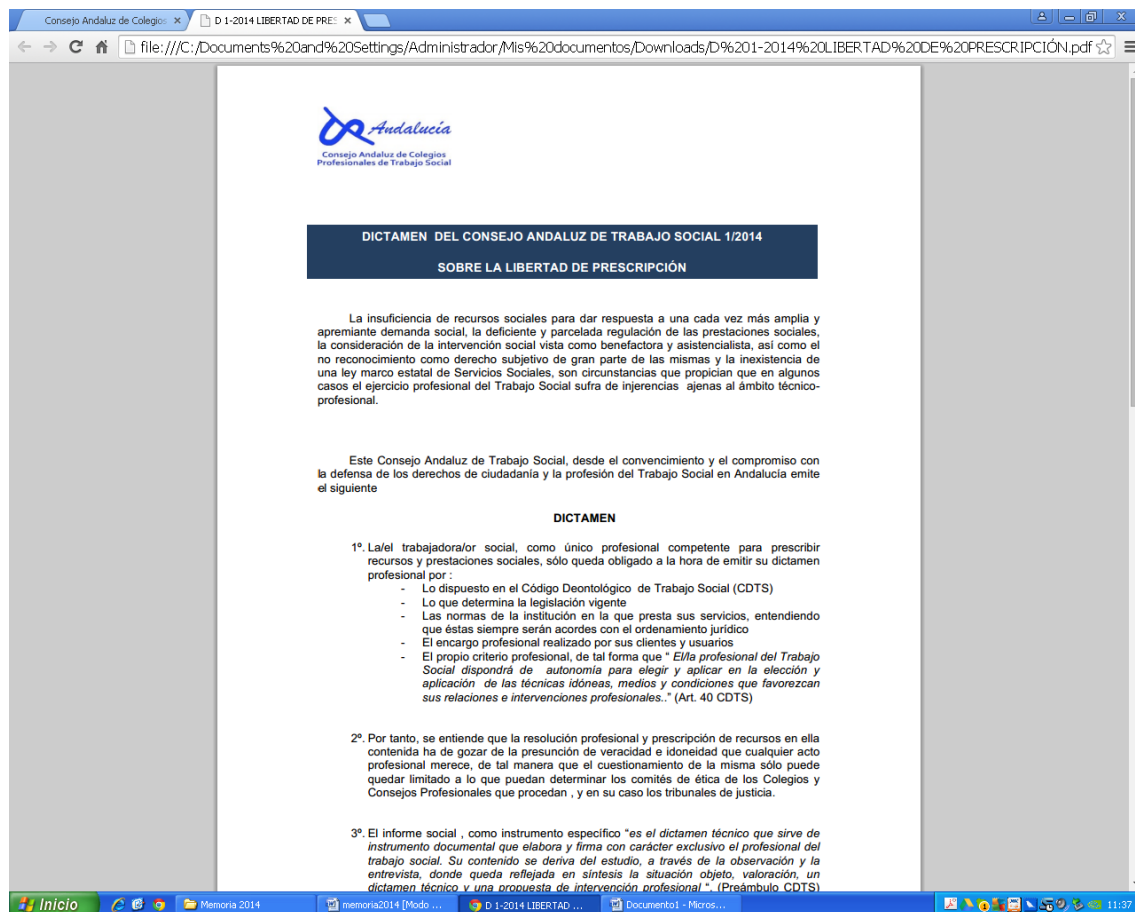 Consejo Andaluz de Colegios
D 1-2014 LIBERTAD DE PRES
file:///C:/Documents%20and%20Settings/Administrador/Mis%20documentos/Downloads/D%201-2014%20LIBERTAD%20DE%20PRESCRIPCIÓN.pdf
Andalucía
Consejo Andaluz de Colegios
Profesionales de Trabajo Social
DICTAMEN DEL CONSEJO ANDALUZ DE TRABAJO SOCIAL 1/2014
SOBRE LA LIBERTAD DE PRESCRIPCIÓN
La insuficiencia de recursos sociales para dar respuesta a una cada vez más amplia y
apremiante demanda social, la deficiente y parcelada regulación de las prestaciones sociales,
la consideración de la intervención social vista como benefactora y asistencialista, así como el
no reconocimiento como derecho subjetivo de gran parte de las mismas y la inexistencia de
una ley marco estatal de Servicios Sociales, son circunstancias que propician que en algunos
casos el ejercicio profesional del Trabajo Social sufra de injerencias ajenas al ámbito técnico-
profesional.
Este Consejo Andaluz de Trabajo Social, desde el convencimiento y el compromiso con
la defensa de los derechos de ciudadanía y la profesión del Trabajo Social en Andalucía emite
el siguiente
DICTAMEN
1º. La/el trabajadora/or social, como único profesional competente para prescribir
recursos y prestaciones sociales, sólo queda obligado a la hora de emitir su dictamen
profesional por :
- Lo dispuesto en el Código Deontológico de Trabajo Social (CDTS)
- Lo que determina la legislación vigente
- Las normas de la institución en la que presta sus servicios, entendiendo
que éstas siempre serán acordes con el ordenamiento jurídico
- El encargo profesional realizado por sus clientes y usuarios
- El propio criterio profesional, de tal forma que “ El/la profesional del Trabajo
Social dispondrá de autonomía para elegir y aplicar en la elección y
aplicación de las técnicas idóneas, medios y condiciones que favorezcan
sus relaciones e intervenciones profesionales..” (Art. 40 CDTS)
2º. Por tanto, se entiende que la resolución profesional y prescripción de recursos en ella
contenida ha de gozar de la presunción de veracidad e idoneidad que cualquier acto
profesional merece, de tal manera que el cuestionamiento de la misma sólo puede
quedar limitado a lo que puedan determinar los comités de ética de los Colegios y
Consejos Profesionales que procedan , y en su caso los tribunales de justicia.
3º. El informe social , como instrumento específico “es el dictamen técnico que sirve de
instrumento documental que elabora y firma con carácter exclusivo el profesional del
trabajo social. Su contenido se deriva del estudio, a través de la observación y la
entrevista, donde queda reflejada en síntesis la situación objeto, valoración, un
dictamen técnico y una propuesta de intervención profesional “. (Preámbulo CDTS)
Inicio
Memoria 2014
memoria2014 [Modo ...
D 1-2014 LIBERTAD ...
Documento1 - Micros...
11:37